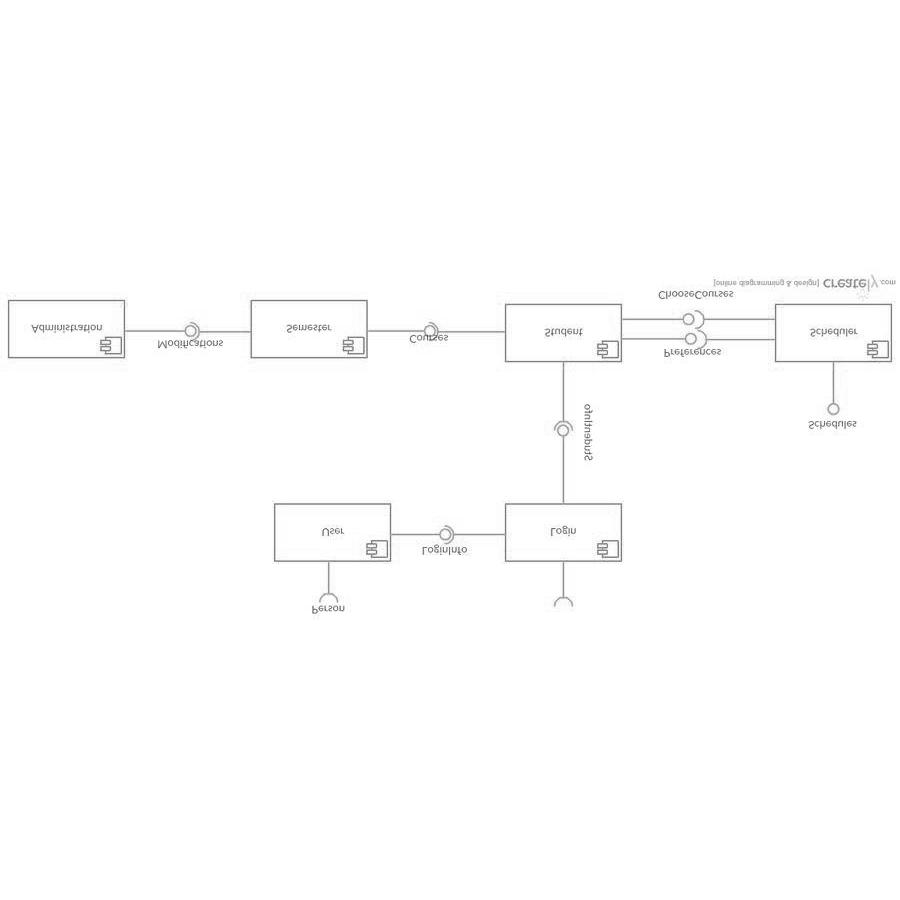 [online diagramming & design] creately.com
ChooseCourses
Administration
Semester
Student
Scheduler
Modifications
Courses
Preferences
StudentInfo
Schedules
User
Login
LoginInfo
Person